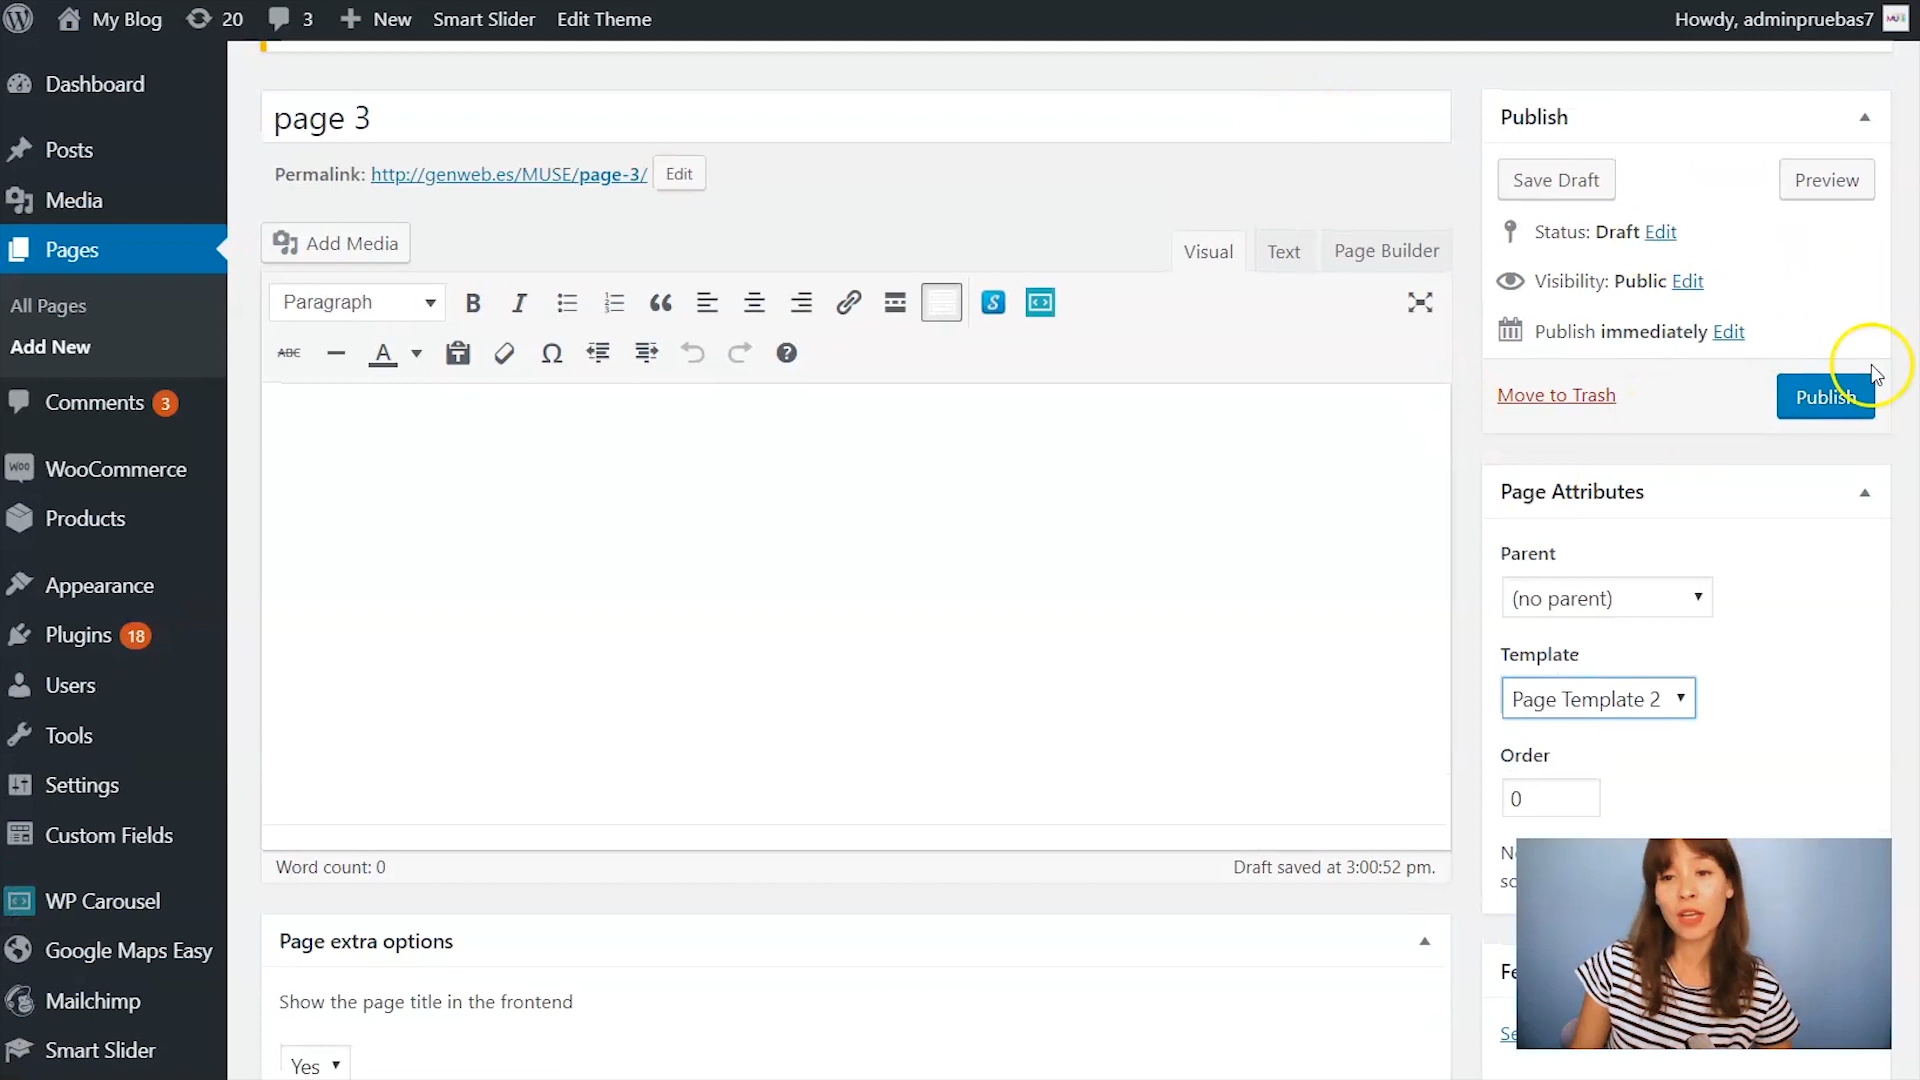 My Blog 20 3 New Smart Slider Edit Theme Howdy, adminpruebas7
Dashboard
Posts
Media
Pages
All Pages
Add New
Comments 3
WooCommerce
Products
Appearance
Plugins 18
Users
Tools
Settings
Custom Fields
WP Carousel
Google Maps Easy
Mailchimp
Smart Slider
page 3
Permalink: http://genweb.es/MUSE/page-3/ Edit
Add Media
Visual Text Page Builder
Paragraph
ABC
Word count: 0
Draft saved at 3:00:52 pm.
Page extra options
Show the page title in the frontend
Yes
Publish
Save Draft Preview
Status: Draft Edit
Visibility: Public Edit
Publish immediately Edit
Move to Trash Publish
Page Attributes
Parent
(no parent)
Template
Page Template 2
Order
0